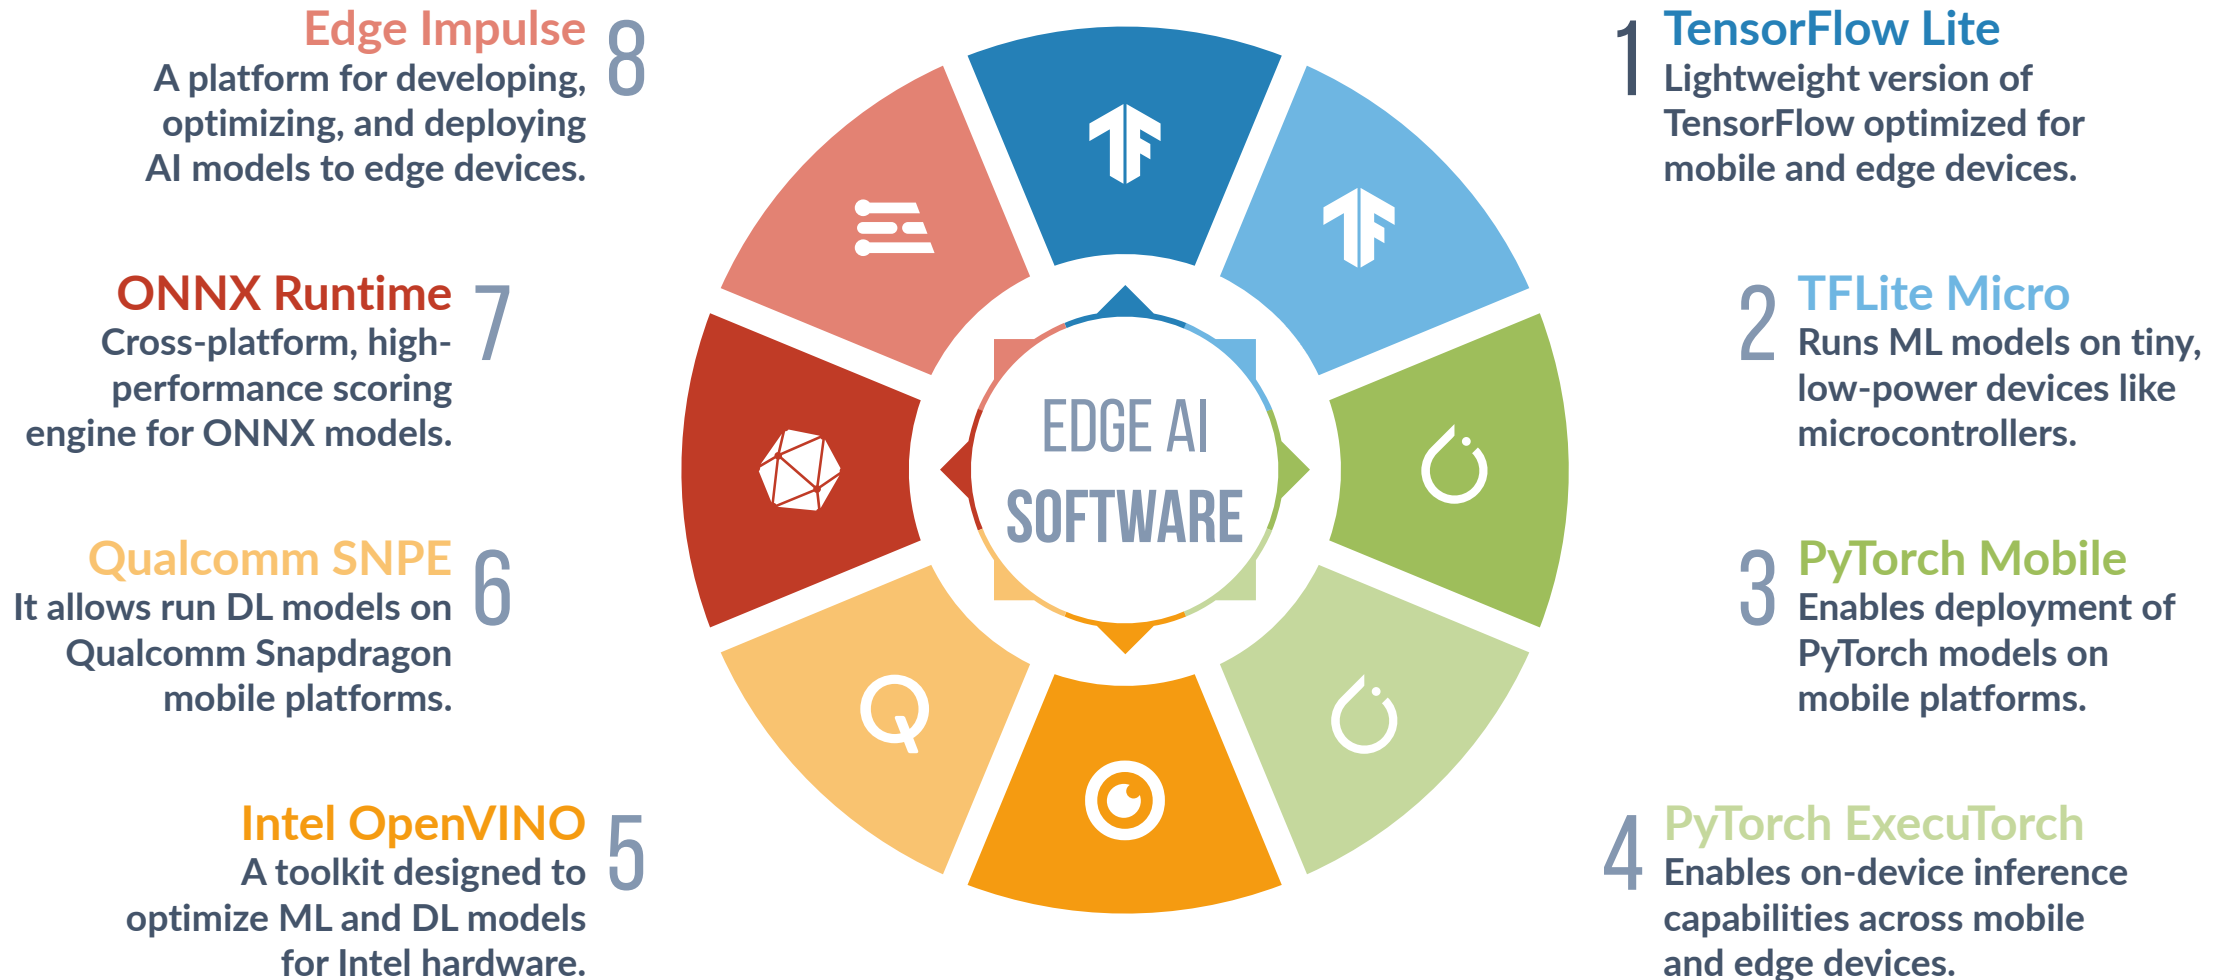 EDGE AI
SOFTWARE
1
TensorFlow Lite
Lightweight version of
TensorFlow optimized for
mobile and edge devices.
2
TFLite Micro
Runs ML models on tiny,
low-power devices like
microcontrollers.
3
PyTorch Mobile
Enables deployment of
PyTorch models on
mobile platforms.
4
PyTorch ExecuTorch
Enables on-device inference
capabilities across mobile
and edge devices.
5
Intel OpenVINO
A toolkit designed to
optimize ML and DL models
for Intel hardware.
6
Qualcomm SNPE
It allows run DL models on
Qualcomm Snapdragon
mobile platforms.
7
ONNX Runtime
Cross-platform, high-
performance scoring
engine for ONNX models.
8
Edge Impulse
A platform for developing,
optimizing, and deploying
AI models to edge devices.